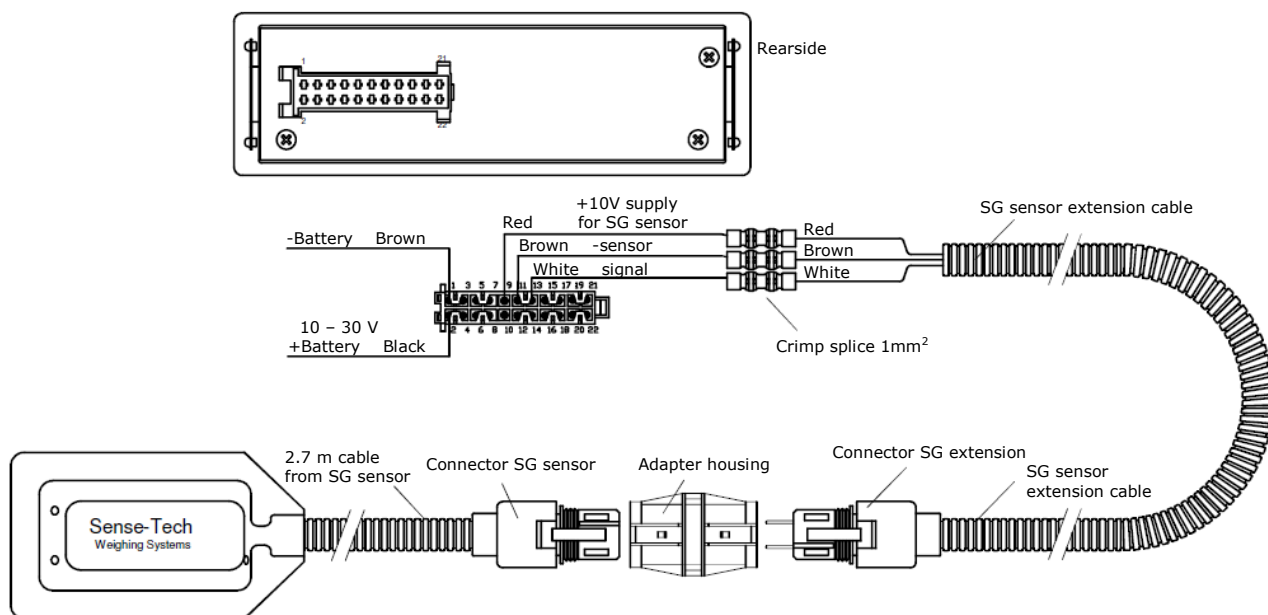 1
21
2
22
Rearside
+10V supply
for SG sensor
Red
Red
SG sensor extension cable
-Battery Brown
Brown -sensor
Brown
White signal
White
1 3 5 7 9 11 13 15 17 19 21
2 4 6 8 10 12 14 16 18 20 22
10 – 30 V
+Battery Black
Crimp splice 1mm²
2.7 m cable
from SG sensor
Connector SG sensor
Adapter housing
Connector SG extension
SG sensor
extension cable
Sense-Tech
Weighing Systems